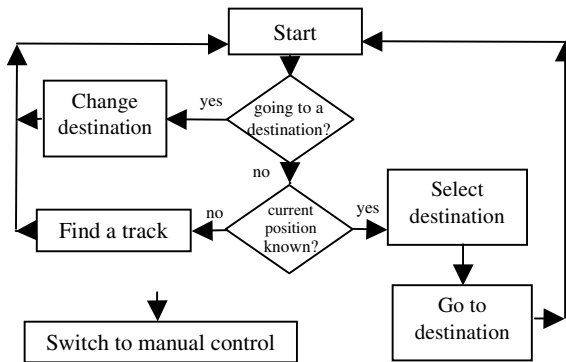 Start
Change
destination
yes
going to a
destination?
no
Find a track
no
current
position
known?
yes
Select
destination
Go to
destination
Switch to manual control